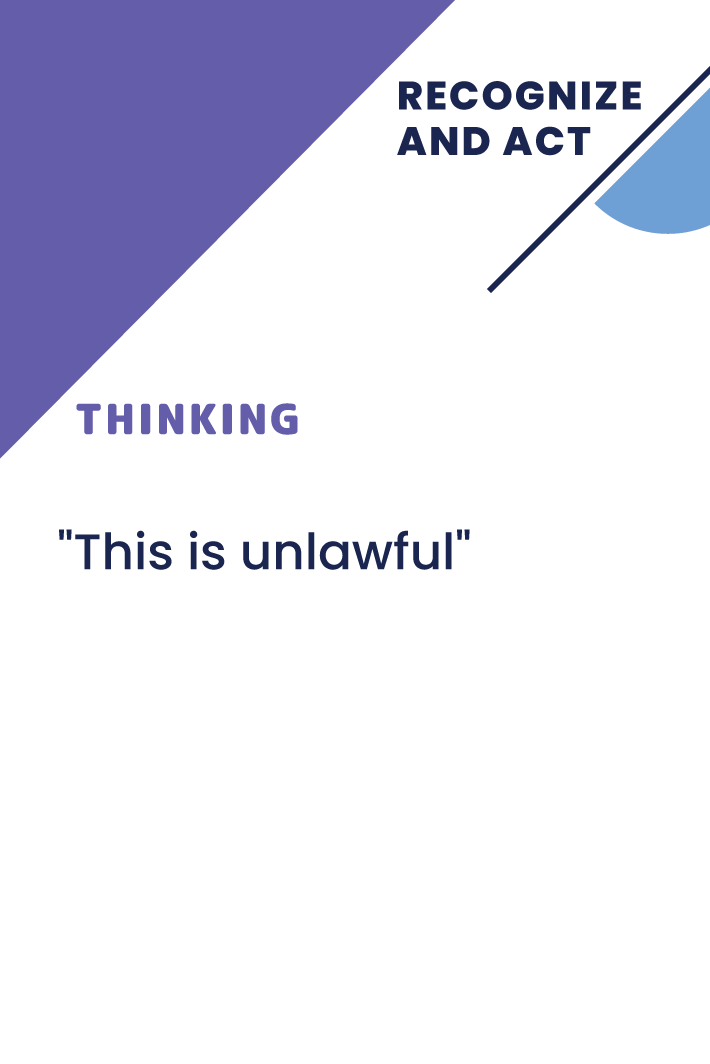 RECOGNIZE
AND ACT
THINKING
"This is unlawful"